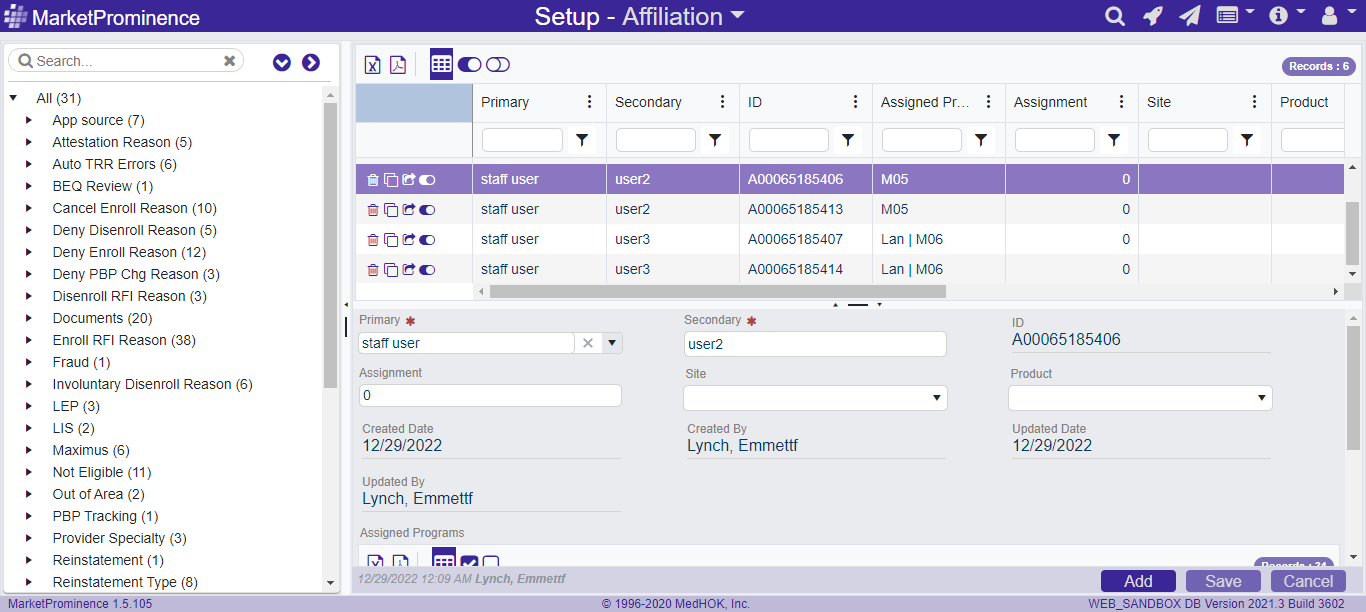 MarketProminence
Setup - Affiliation
Search...
All (31)
App source (7)
Attestation Reason (5)
Auto TRR Errors (6)
BEQ Review (1)
Cancel Enroll Reason (10)
Deny Disenroll Reason (5)
Deny Enroll Reason (12)
Deny PBP Chg Reason (3)
Disenroll RFI Reason (3)
Documents (20)
Enroll RFI Reason (38)
Fraud (1)
Involuntary Disenroll Reason (6)
LEP (3)
LIS (2)
Maximus (6)
Not Eligible (11)
Out of Area (2)
PBP Tracking (1)
Provider Specialty (3)
Reinstatement (1)
Reinstatement Type (8)
Records : 6
Primary Secondary ID Assigned Pr... Assignment Site Product
staff user user2 A00065185406 M05 0
staff user user2 A00065185413 M05 0
staff user user3 A00065185407 Lan | M06 0
staff user user3 A00065185414 Lan | M06 0
Primary * Secondary * ID
staff user user2 A00065185406
Assignment Site Product
0
Created Date Created By Updated Date
12/29/2022 Lynch, Emmettf 12/29/2022
Updated By
Lynch, Emmettf
Assigned Programs
Records : 24
12/29/2022 12:09 AM Lynch, Emmettf
Add Save Cancel
MarketProminence 1.5.105 © 1996-2020 MedHOK, Inc. WEB_SANDBOX DB Version 2021.3 Build 3602